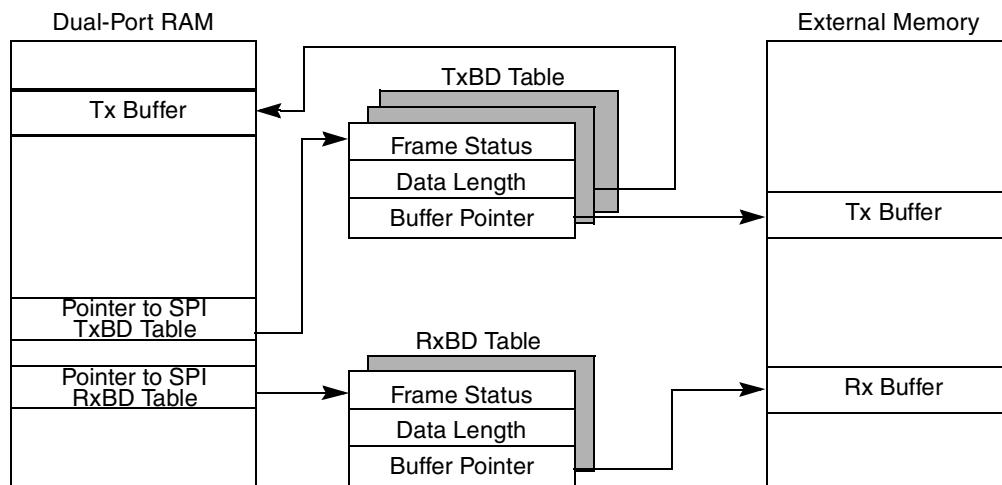 Dual-Port RAM
External Memory
TxBD Table
Tx Buffer
Frame Status
Data Length
Buffer Pointer
Tx Buffer
Pointer to SPI
TxBD Table
RxBD Table
Pointer to SPI
RxBD Table
Frame Status
Rx Buffer
Data Length
Buffer Pointer